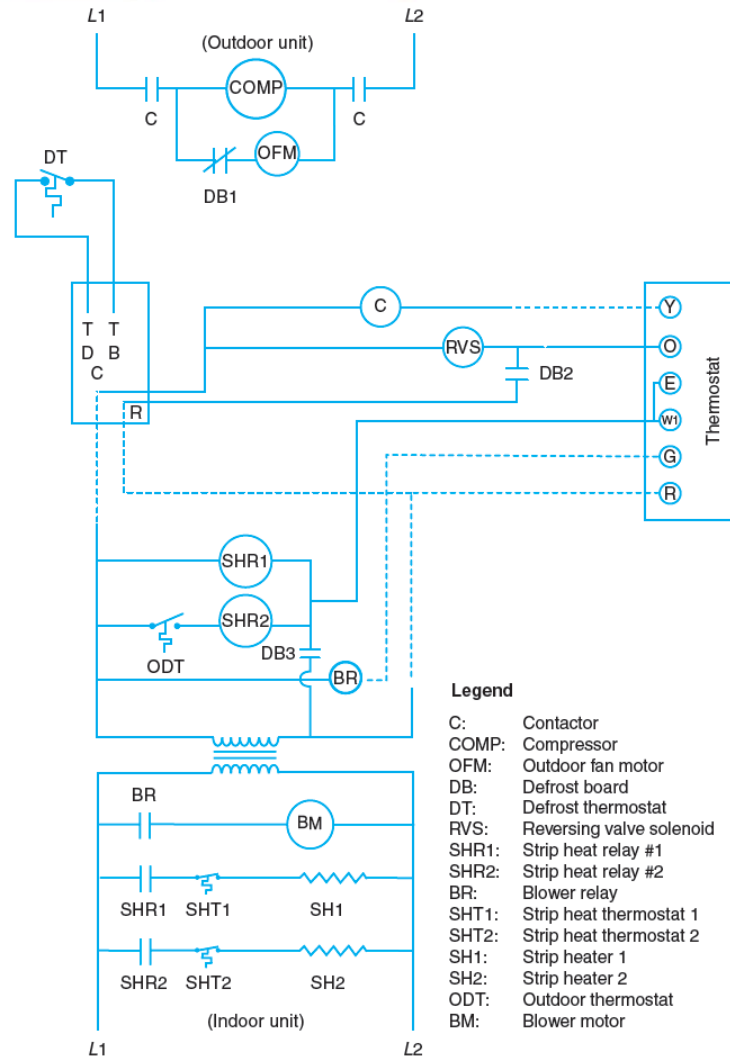 L1
L2
(Outdoor unit)
COMP
C
C
OFM
DB1
DT
T T
D B
C
R
C
Y
RVS
O
DB2
E
W1
G
R
Thermostat
SHR1
SHR2
ODT
DB3
BR
BR
BM
SHR1 SHT1 SH1
SHR2 SHT2 SH2
(Indoor unit)
L1
L2
Legend
C: Contactor
COMP: Compressor
OFM: Outdoor fan motor
DB: Defrost board
DT: Defrost thermostat
RVS: Reversing valve solenoid
SHR1: Strip heat relay #1
SHR2: Strip heat relay #2
BR: Blower relay
SHT1: Strip heat thermostat 1
SHT2: Strip heat thermostat 2
SH1: Strip heater 1
SH2: Strip heater 2
ODT: Outdoor thermostat
BM: Blower motor